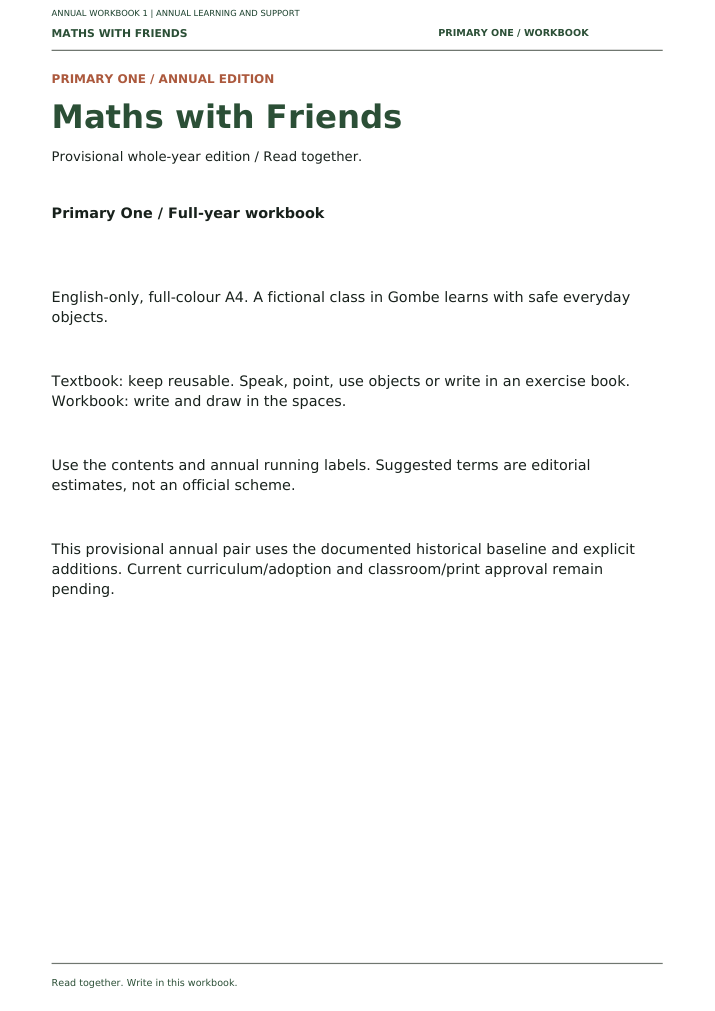 ANNUAL WORKBOOK 1 | ANNUAL LEARNING AND SUPPORT
MATHS WITH FRIENDS
PRIMARY ONE / WORKBOOK
PRIMARY ONE / ANNUAL EDITION
Maths with Friends
Provisional whole-year edition / Read together.
Primary One / Full-year workbook
English-only, full-colour A4. A fictional class in Gombe learns with safe everyday
objects.
Textbook: keep reusable. Speak, point, use objects or write in an exercise book.
Workbook: write and draw in the spaces.
Use the contents and annual running labels. Suggested terms are editorial
estimates, not an official scheme.
This provisional annual pair uses the documented historical baseline and explicit
additions. Current curriculum/adoption and classroom/print approval remain
pending.
Read together. Write in this workbook.